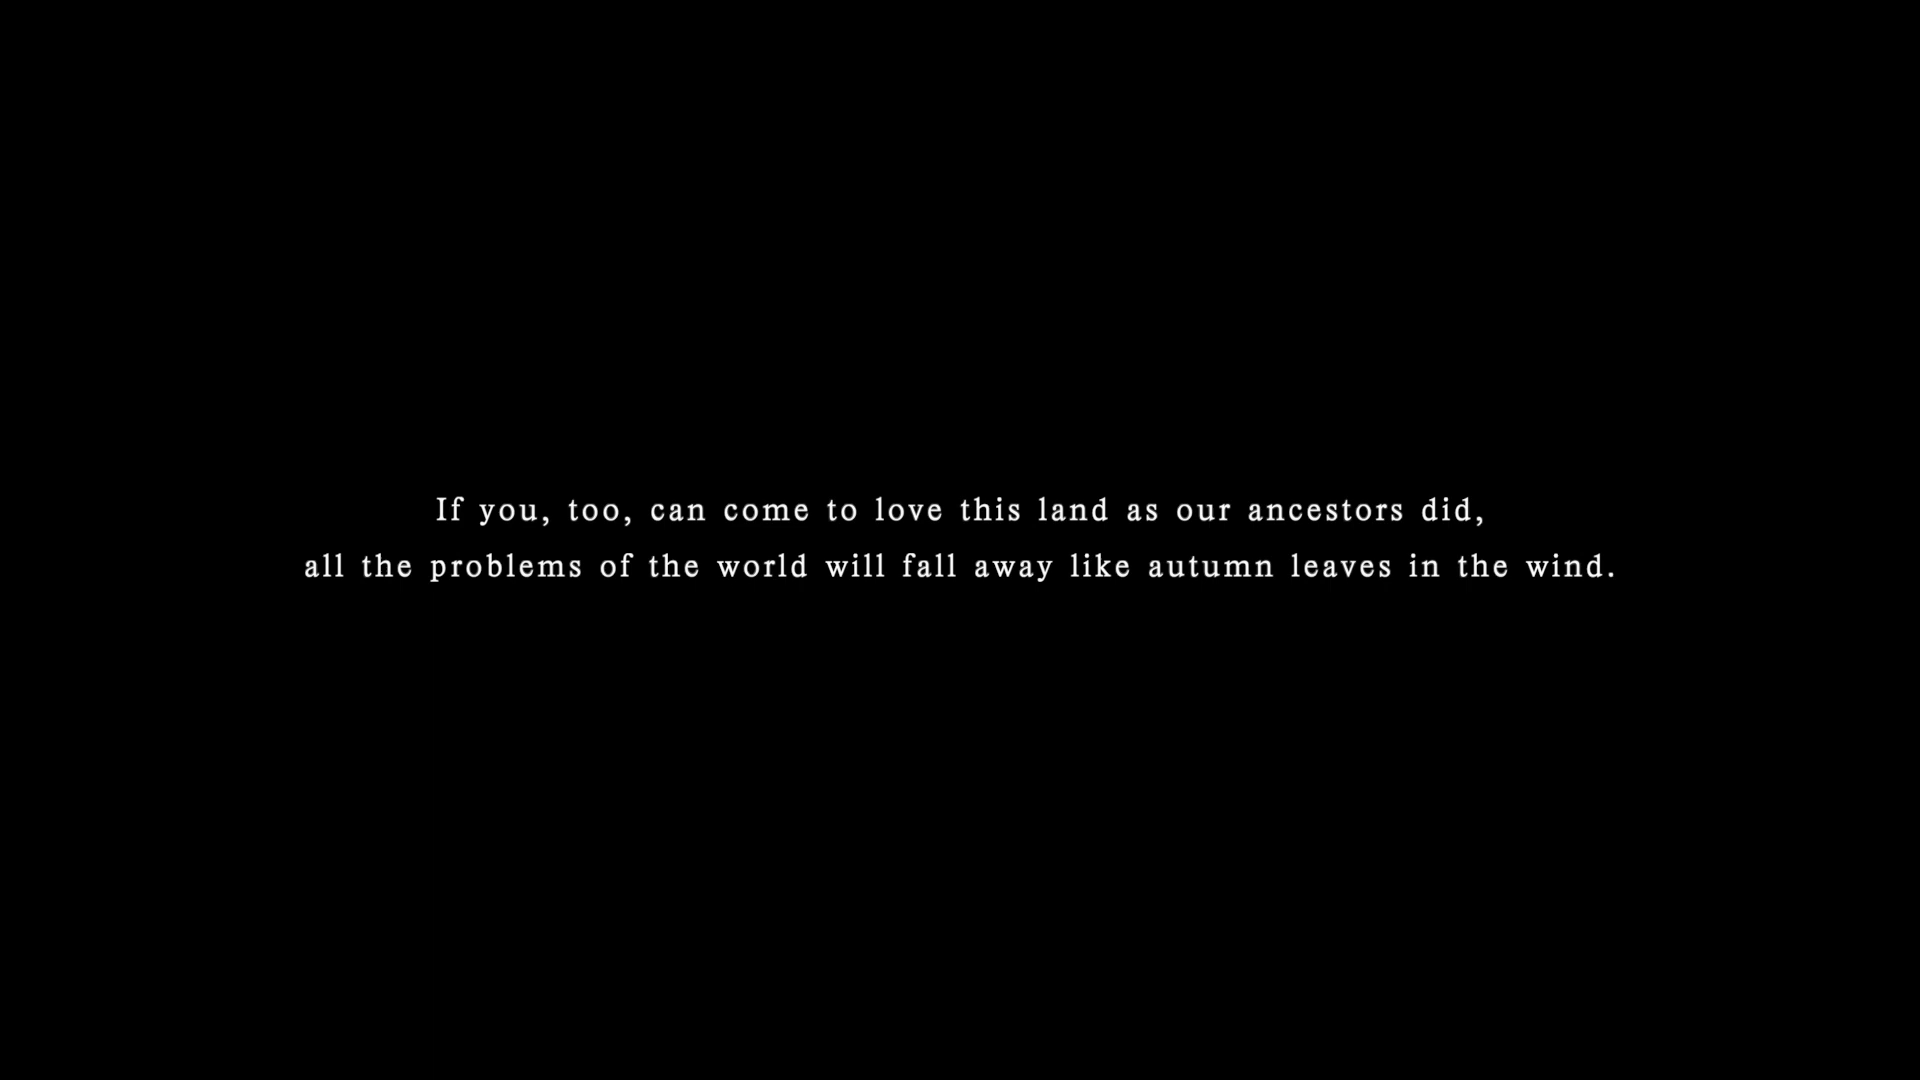 If you, too, can come to love this land as our ancestors did,
all the problems of the world will fall away like autumn leaves in the wind.